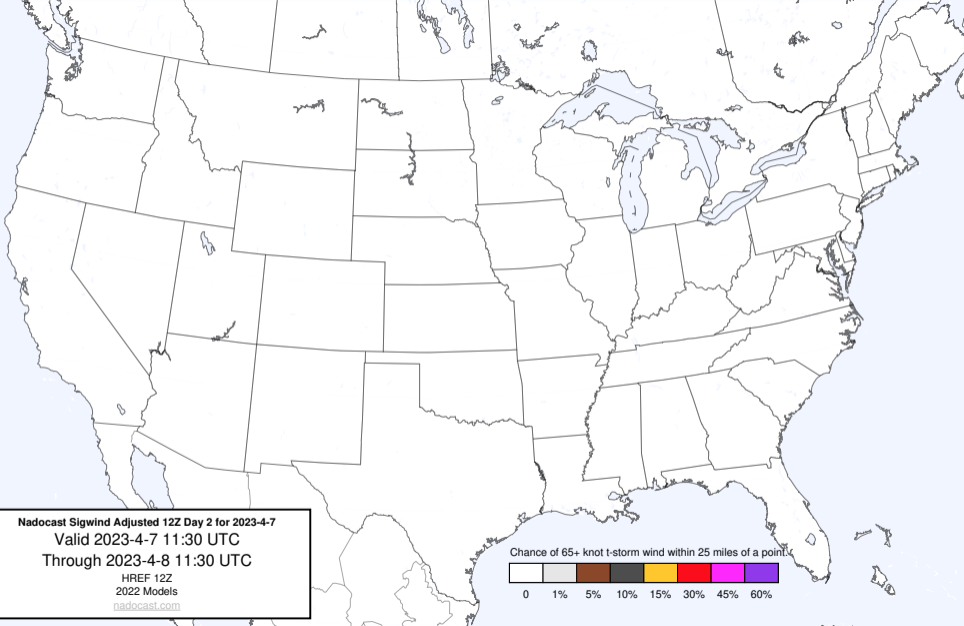 Nadocast Sigwind Adjusted 12Z Day 2 for 2023-4-7
Valid 2023-4-7 11:30 UTC
Through 2023-4-8 11:30 UTC
HREF 12Z
2022 Models
nadocast.com
Chance of 65+ knot t-storm wind within 25 miles of a point.
0 1% 5% 10% 15% 30% 45% 60%